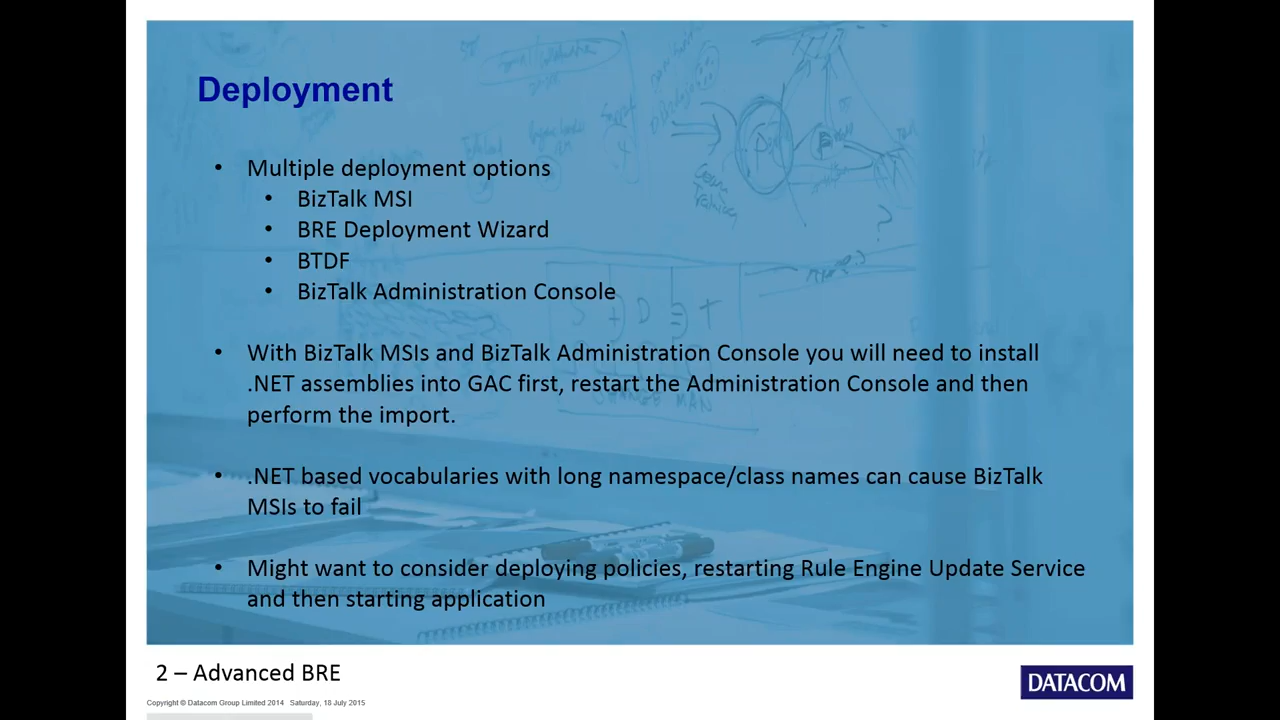 Deployment
• Multiple deployment options
• BizTalk MSI
• BRE Deployment Wizard
• BTDF
• BizTalk Administration Console
• With BizTalk MSIs and BizTalk Administration Console you will need to install
.NET assemblies into GAC first, restart the Administration Console and then
perform the import.
• .NET based vocabularies with long namespace/class names can cause BizTalk
MSIs to fail
• Might want to consider deploying policies, restarting Rule Engine Update Service
and then starting application
2 – Advanced BRE
DATACOM
Copyright © Datacom Group Limited 2014 Saturday, 18 July 2015